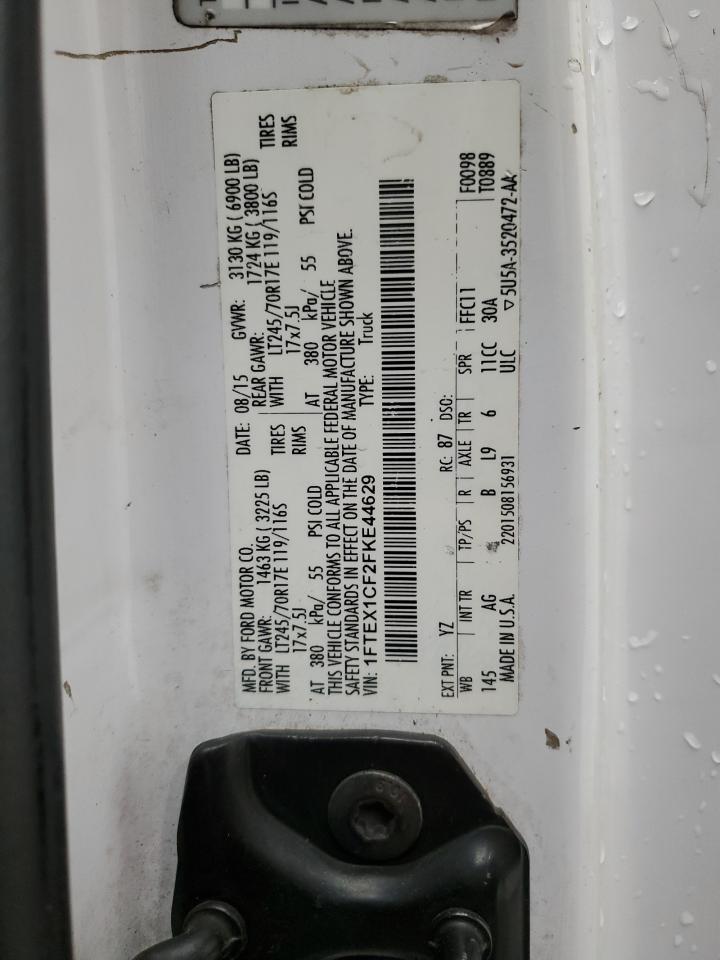 MFD. BY FORD MOTOR CO.
DATE: 08/15 GVWR: 3130 KG ( 6900 LB)
FRONT GAWR: 1463 KG ( 3225 LB)
REAR GAWR: 1724 KG ( 3800 LB)
WITH LT245/70R17E 119/116S TIRES
WITH LT245/70R17E 119/116S TIRES
17x7.5J RIMS
17x7.5J RIMS
AT 380 kPa/ 55 PSI COLD
AT 380 kPa/ 55 PSI COLD
THIS VEHICLE CONFORMS TO ALL APPLICABLE FEDERAL MOTOR VEHICLE
SAFETY STANDARDS IN EFFECT ON THE DATE OF MANUFACTURE SHOWN ABOVE.
VIN: 1FTEX1CF2FKE44629 TYPE: Truck
EXT PNT: YZ RC: 87 DSO: F0098
WB INT TR TP/PS R AXLE TR SPR FFC11 T0889
145 AG B L9 6 11CC 30A
MADE IN U.S.A. 2201508156931 ULC ▽ 5U5A-3520472-AA